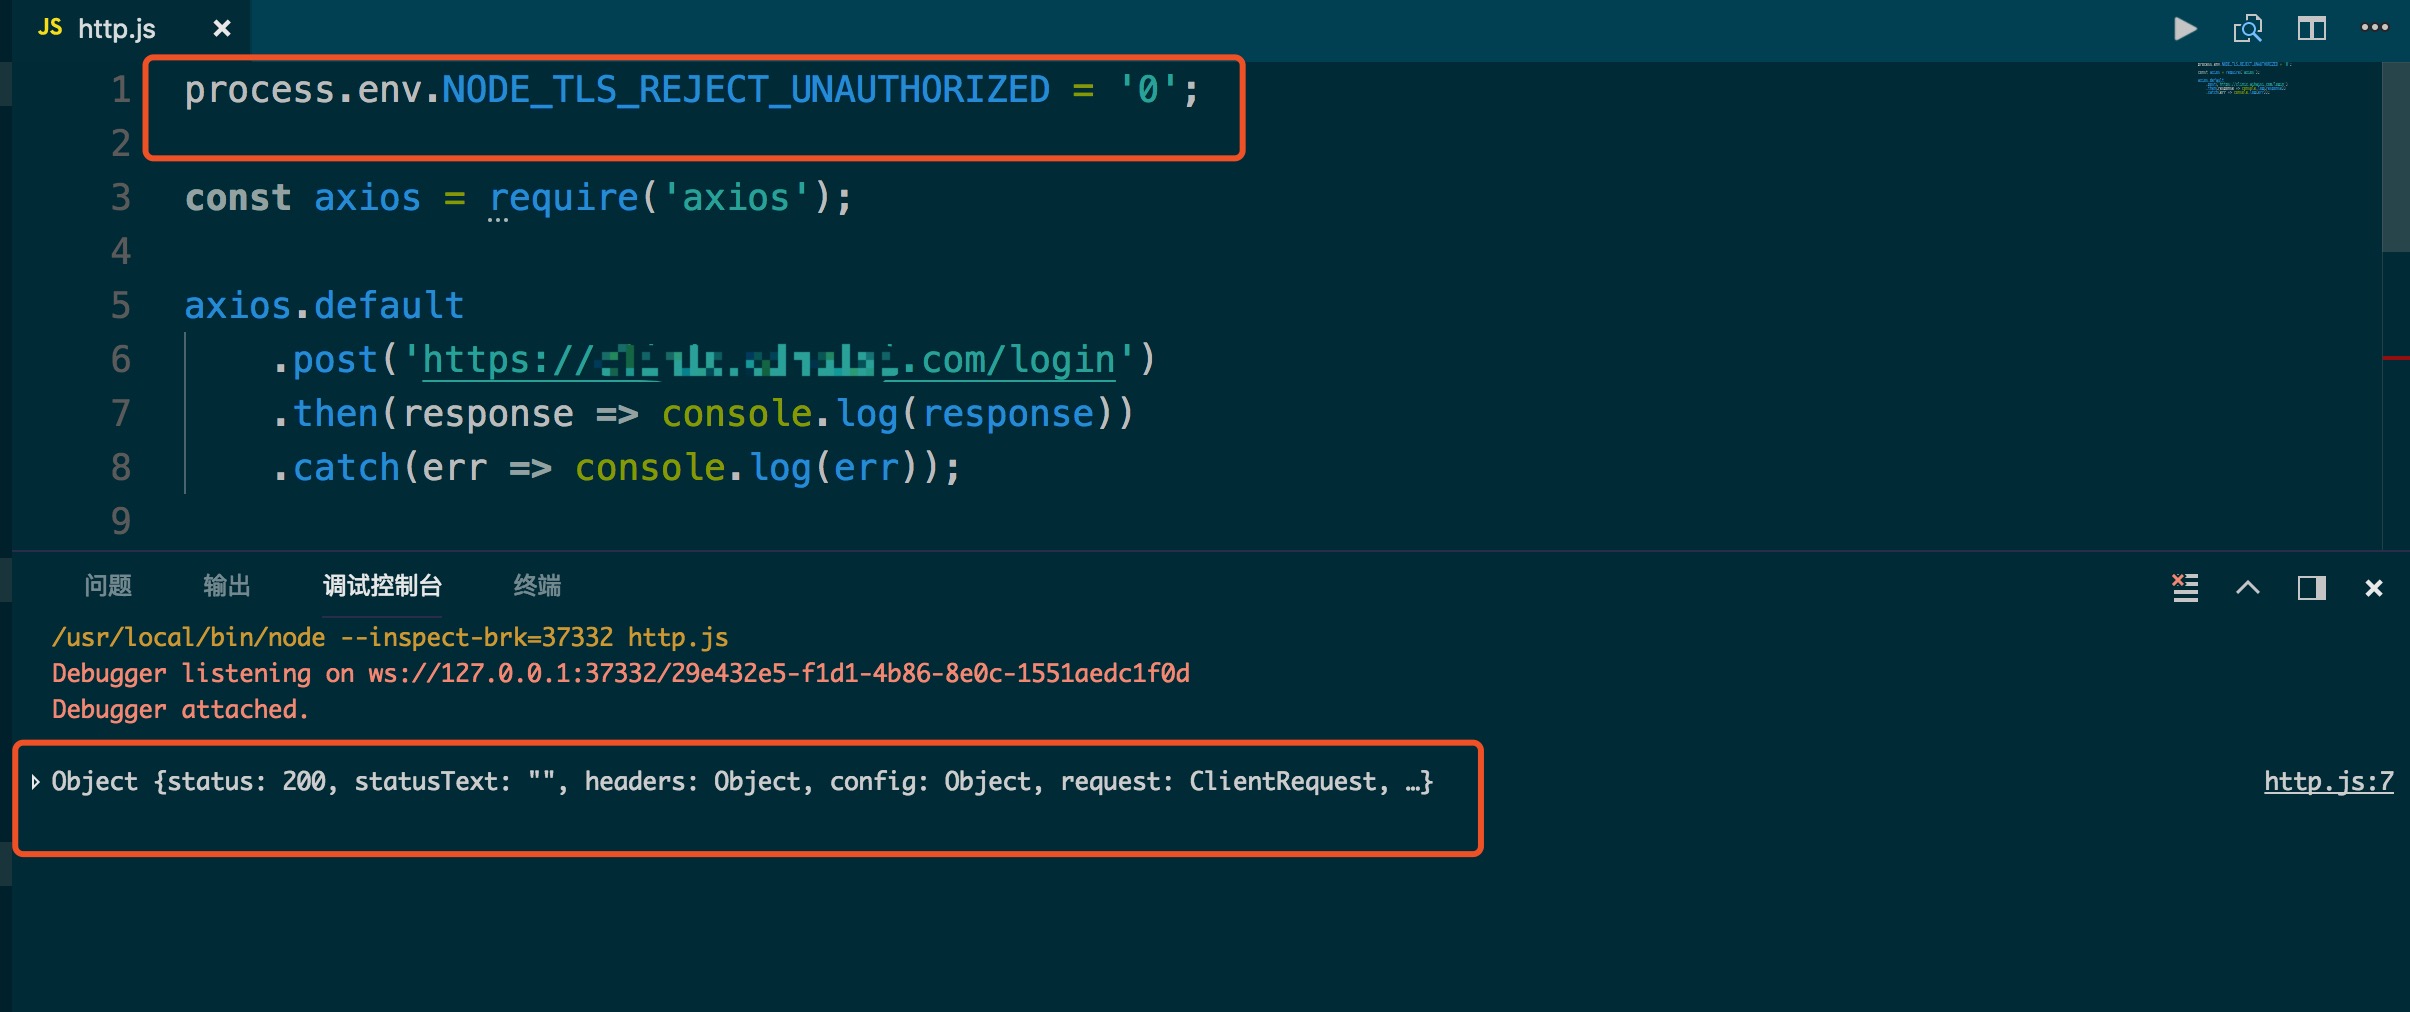 JS http.js
1 process.env.NODE_TLS_REJECT_UNAUTHORIZED = '0';
2
3 const axios = require('axios');
4
5 axios.default
6 .post('https://.com/login')
7 .then(response => console.log(response))
8 .catch(err => console.log(err));
9
问题 输出 调试控制台 终端
/usr/local/bin/node --inspect-brk=37332 http.js
Debugger listening on ws://127.0.0.1:37332/29e432e5-f1d1-4b86-8e0c-1551aedc1f0d
Debugger attached.
Object {status: 200, statusText: "", headers: Object, config: Object, request: ClientRequest, …} http.js:7